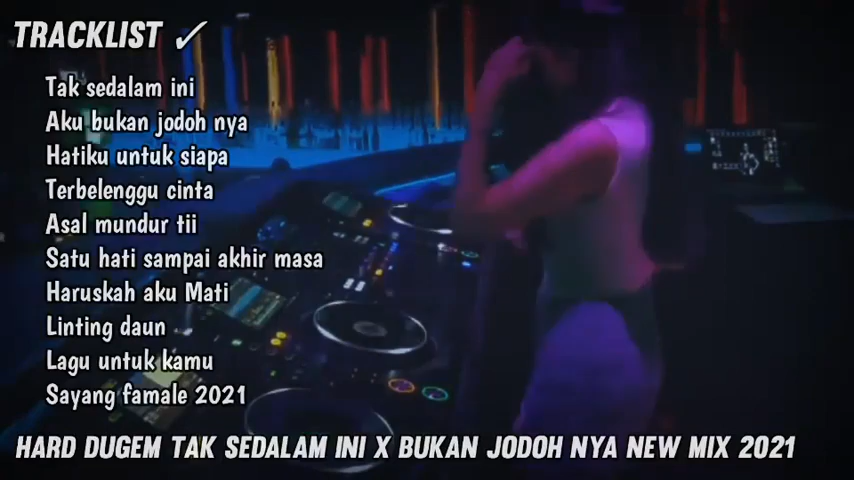 TRACKLIST ✓
Tak sedalam ini
Aku bukan jodoh nya
Hatiku untuk siapa
Terbelenggu cinta
Asal mundur tii
Satu hati sampai akhir masa
Haruskah aku Mati
Linting daun
Lagu untuk kamu
Sayang famale 2021
HARD DUGEM TAK SEDALAM INI X BUKAN JODOH NYA NEW MIX 2021